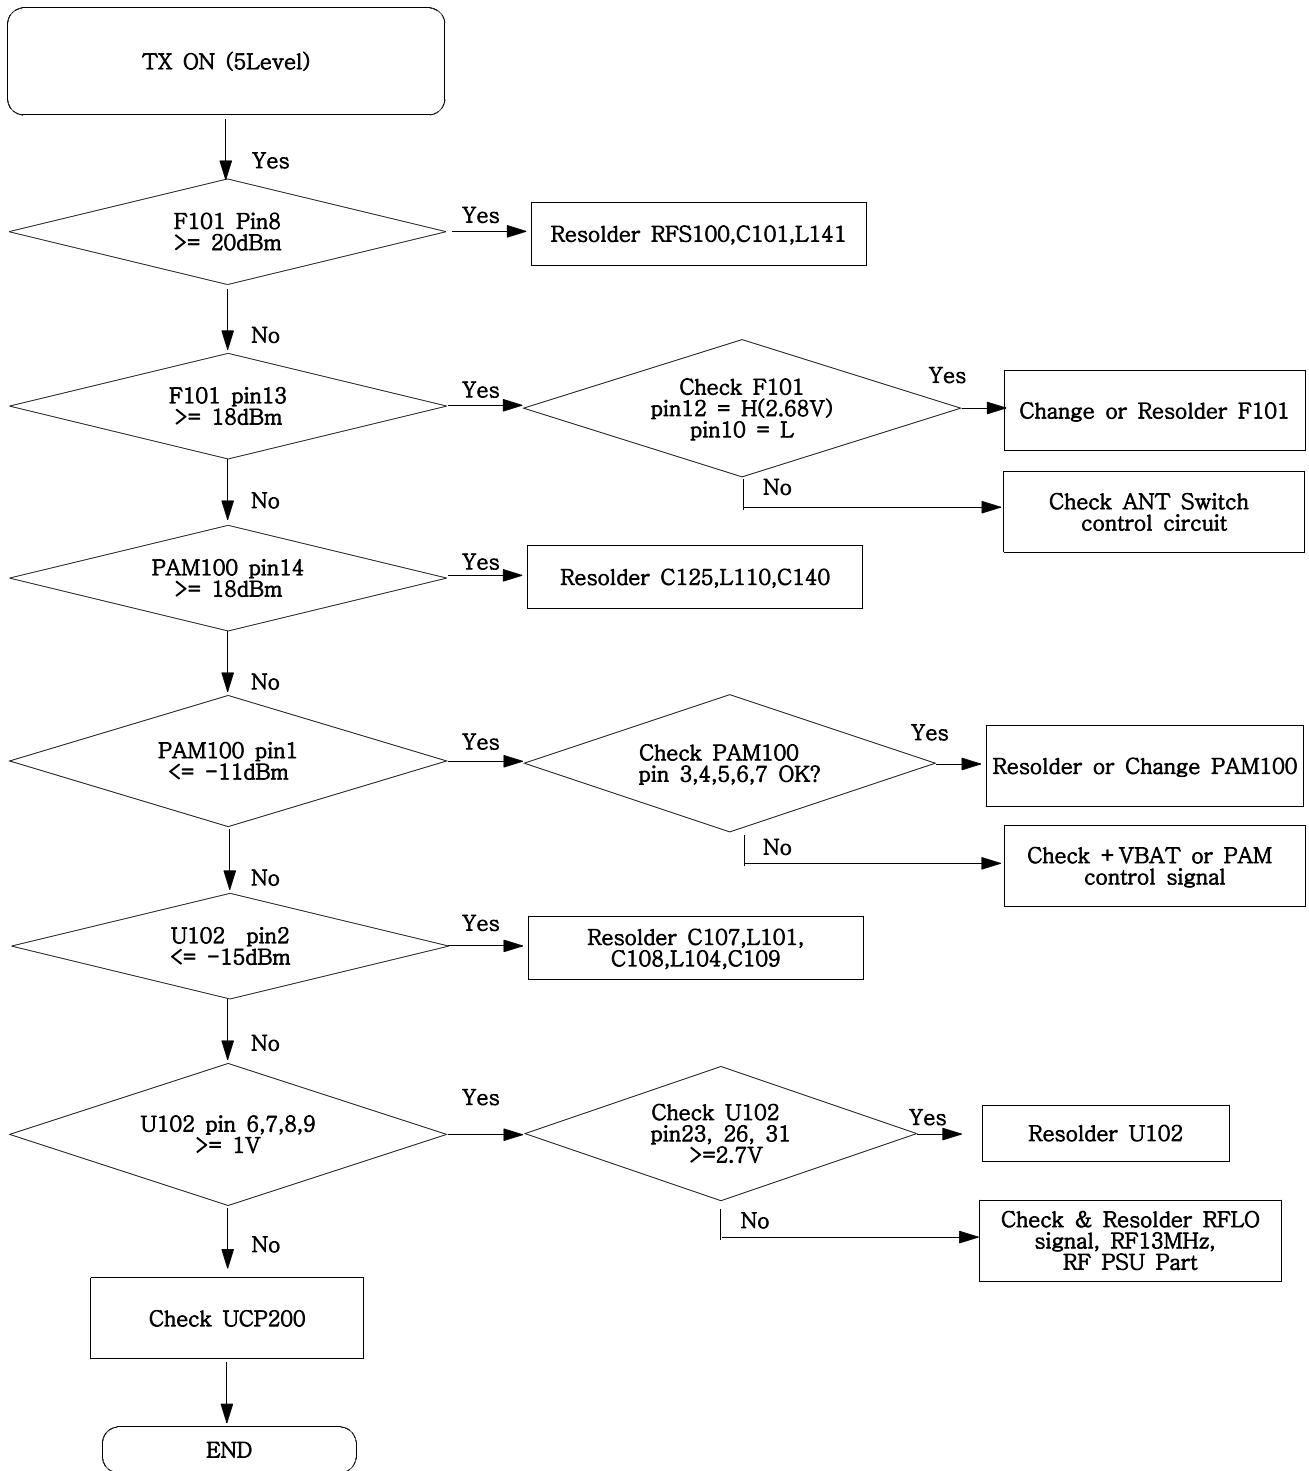 TX ON (5Level)
Yes
F101 Pin8
>= 20dBm
Yes
Resolder RFS100,C101,L141
No
F101 pin13
>= 18dBm
Yes
Check F101
pin12 = H(2.68V)
pin10 = L
Yes
Change or Resolder F101
No
Check ANT Switch
control circuit
No
PAM100 pin14
>= 18dBm
Yes
Resolder C125,L110,C140
No
PAM100 pin1
<= -11dBm
Yes
Check PAM100
pin 3,4,5,6,7 OK?
Yes
Resolder or Change PAM100
No
Check +VBAT or PAM
control signal
No
U102 pin2
<= -15dBm
Yes
Resolder C107,L101,
C108,L104,C109
No
U102 pin 6,7,8,9
>= 1V
Yes
Check U102
pin23, 26, 31
>=2.7V
Yes
Resolder U102
No
Check & Resolder RFLO
signal, RF13MHz,
RF PSU Part
No
Check UCP200
END